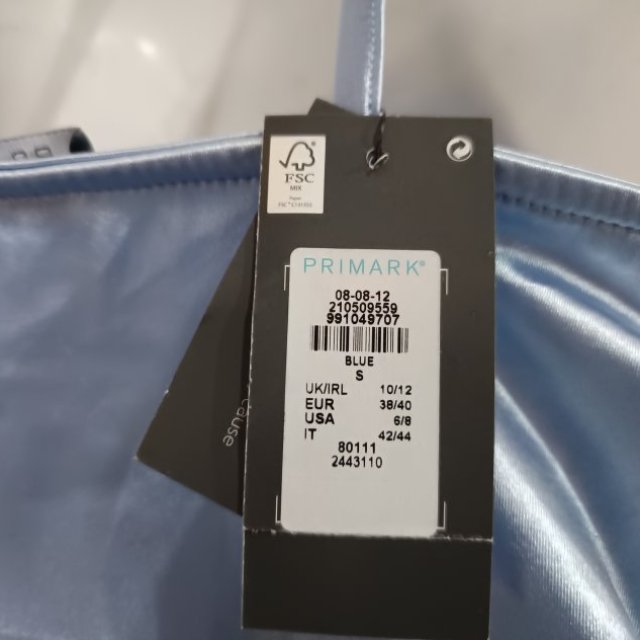 FSC
MIX
Paper
PRIMARK®
08-08-12
210509559
991049707
BLUE
S
UK/IRL 10/12
EUR 38/40
USA 6/8
IT 42/44
80111
2443110